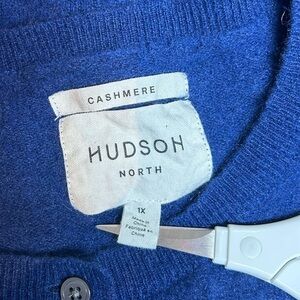 CASHMERE
HUDSON
NORTH
1X
Made in
China
Fabriqué en
Chine